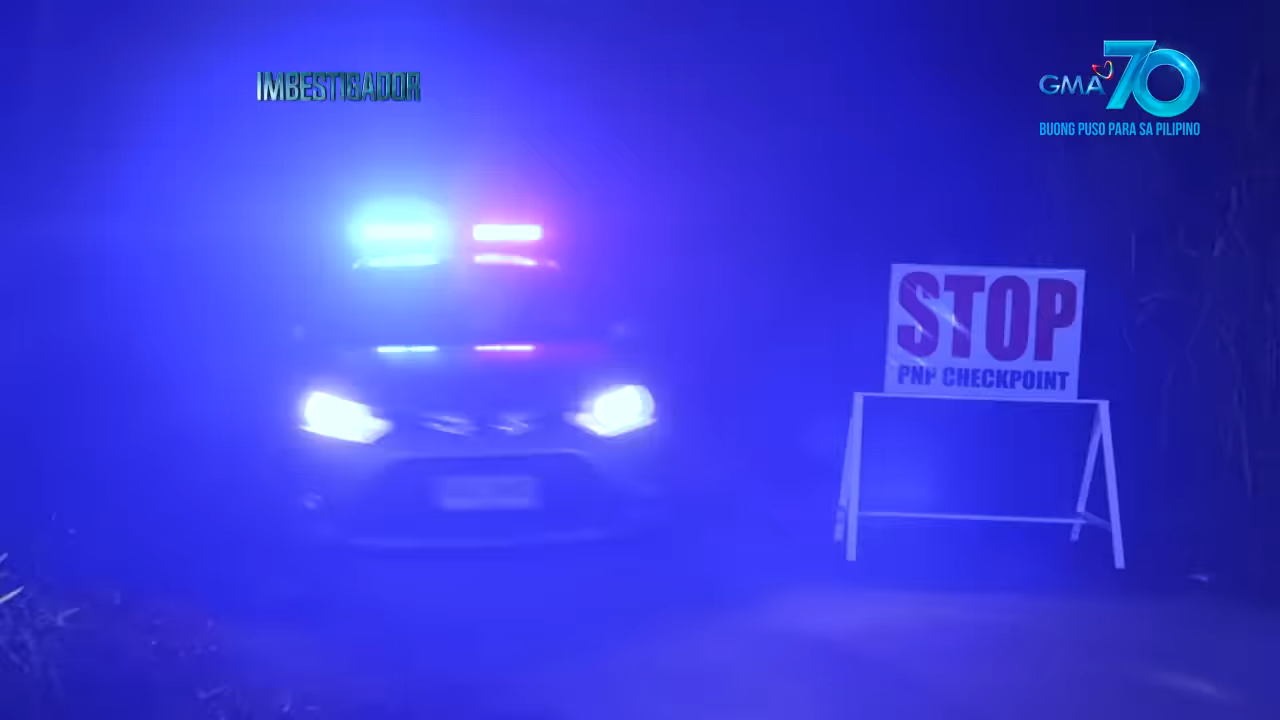 IMBESTIGADOR
GMA 70
BUONG PUSO PARA SA PILIPINO
STOP
PNP CHECKPOINT